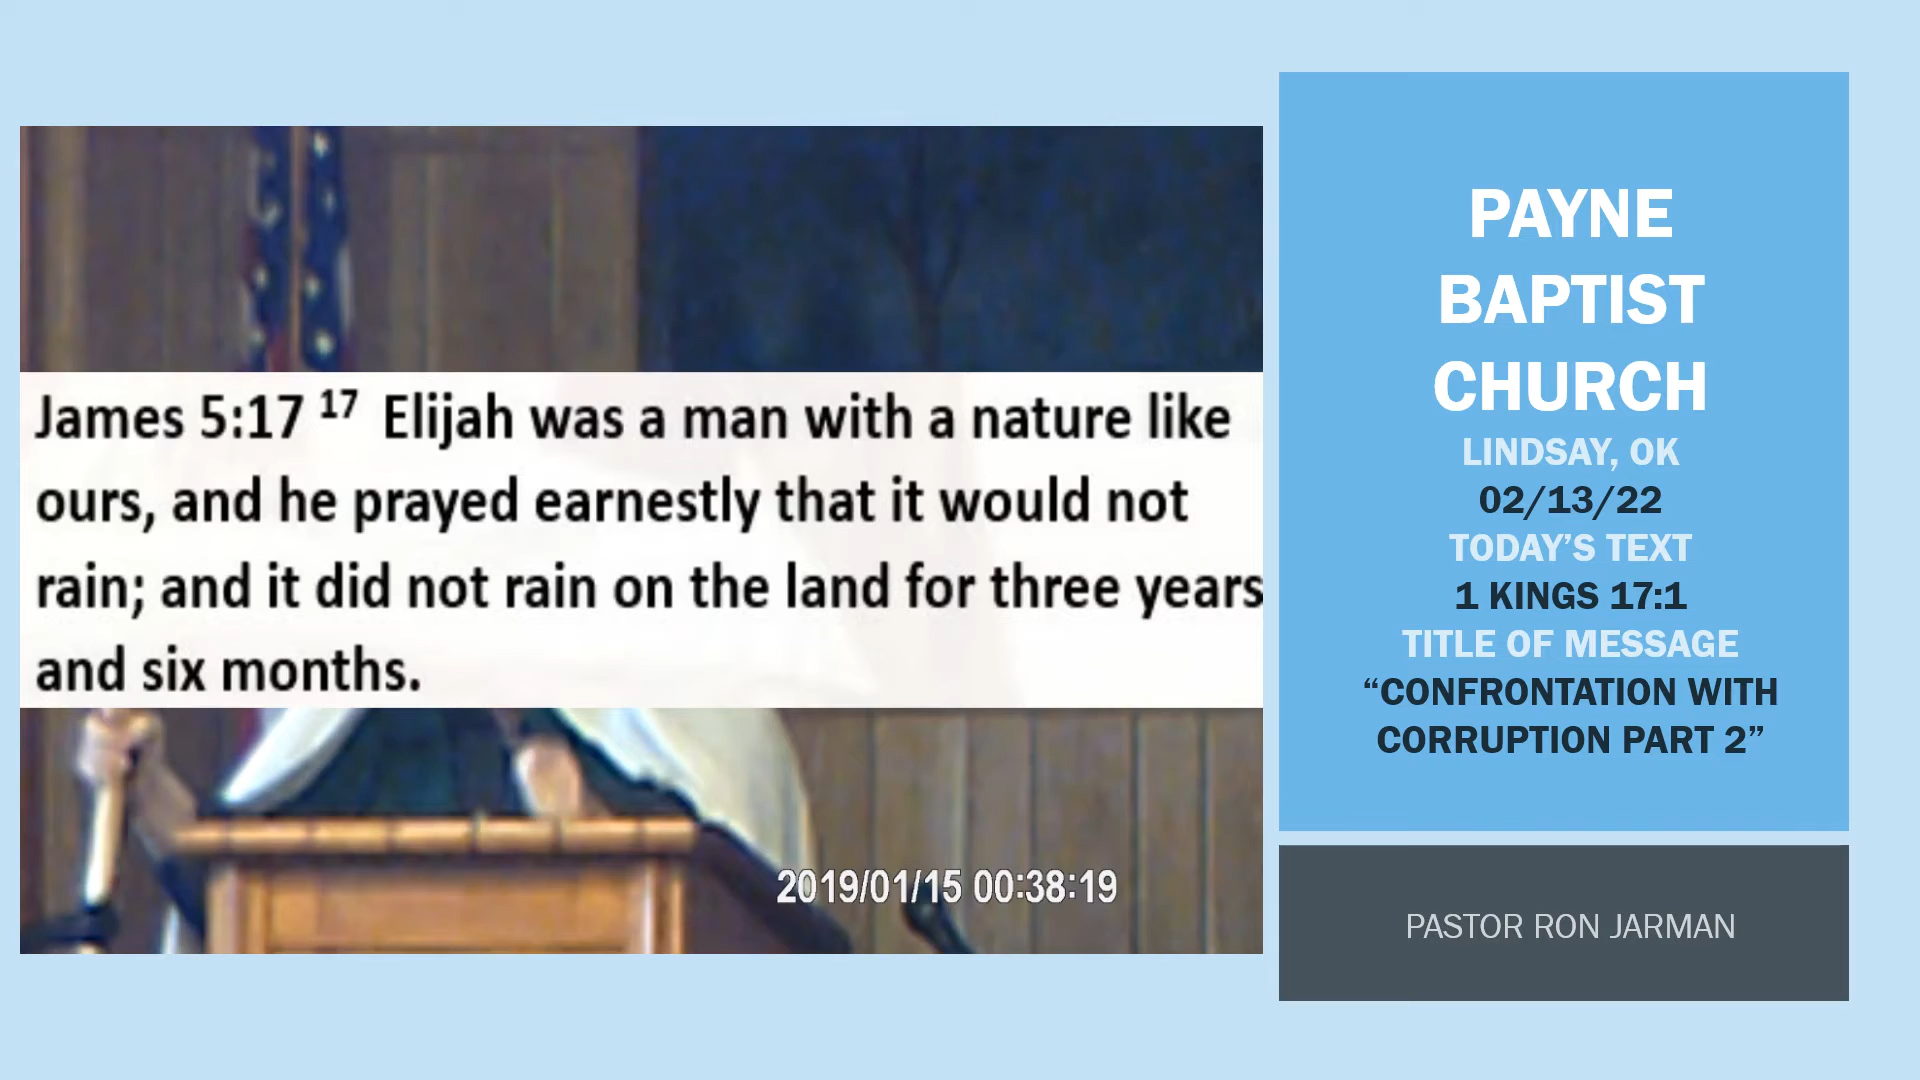 James 5:17 ¹⁷ Elijah was a man with a nature like
ours, and he prayed earnestly that it would not
rain; and it did not rain on the land for three years
and six months.
2019/01/15 00:38:19
PAYNE
BAPTIST
CHURCH
LINDSAY, OK
02/13/22
TODAY’S TEXT
1 KINGS 17:1
TITLE OF MESSAGE
“CONFRONTATION WITH
CORRUPTION PART 2”
PASTOR RON JARMAN